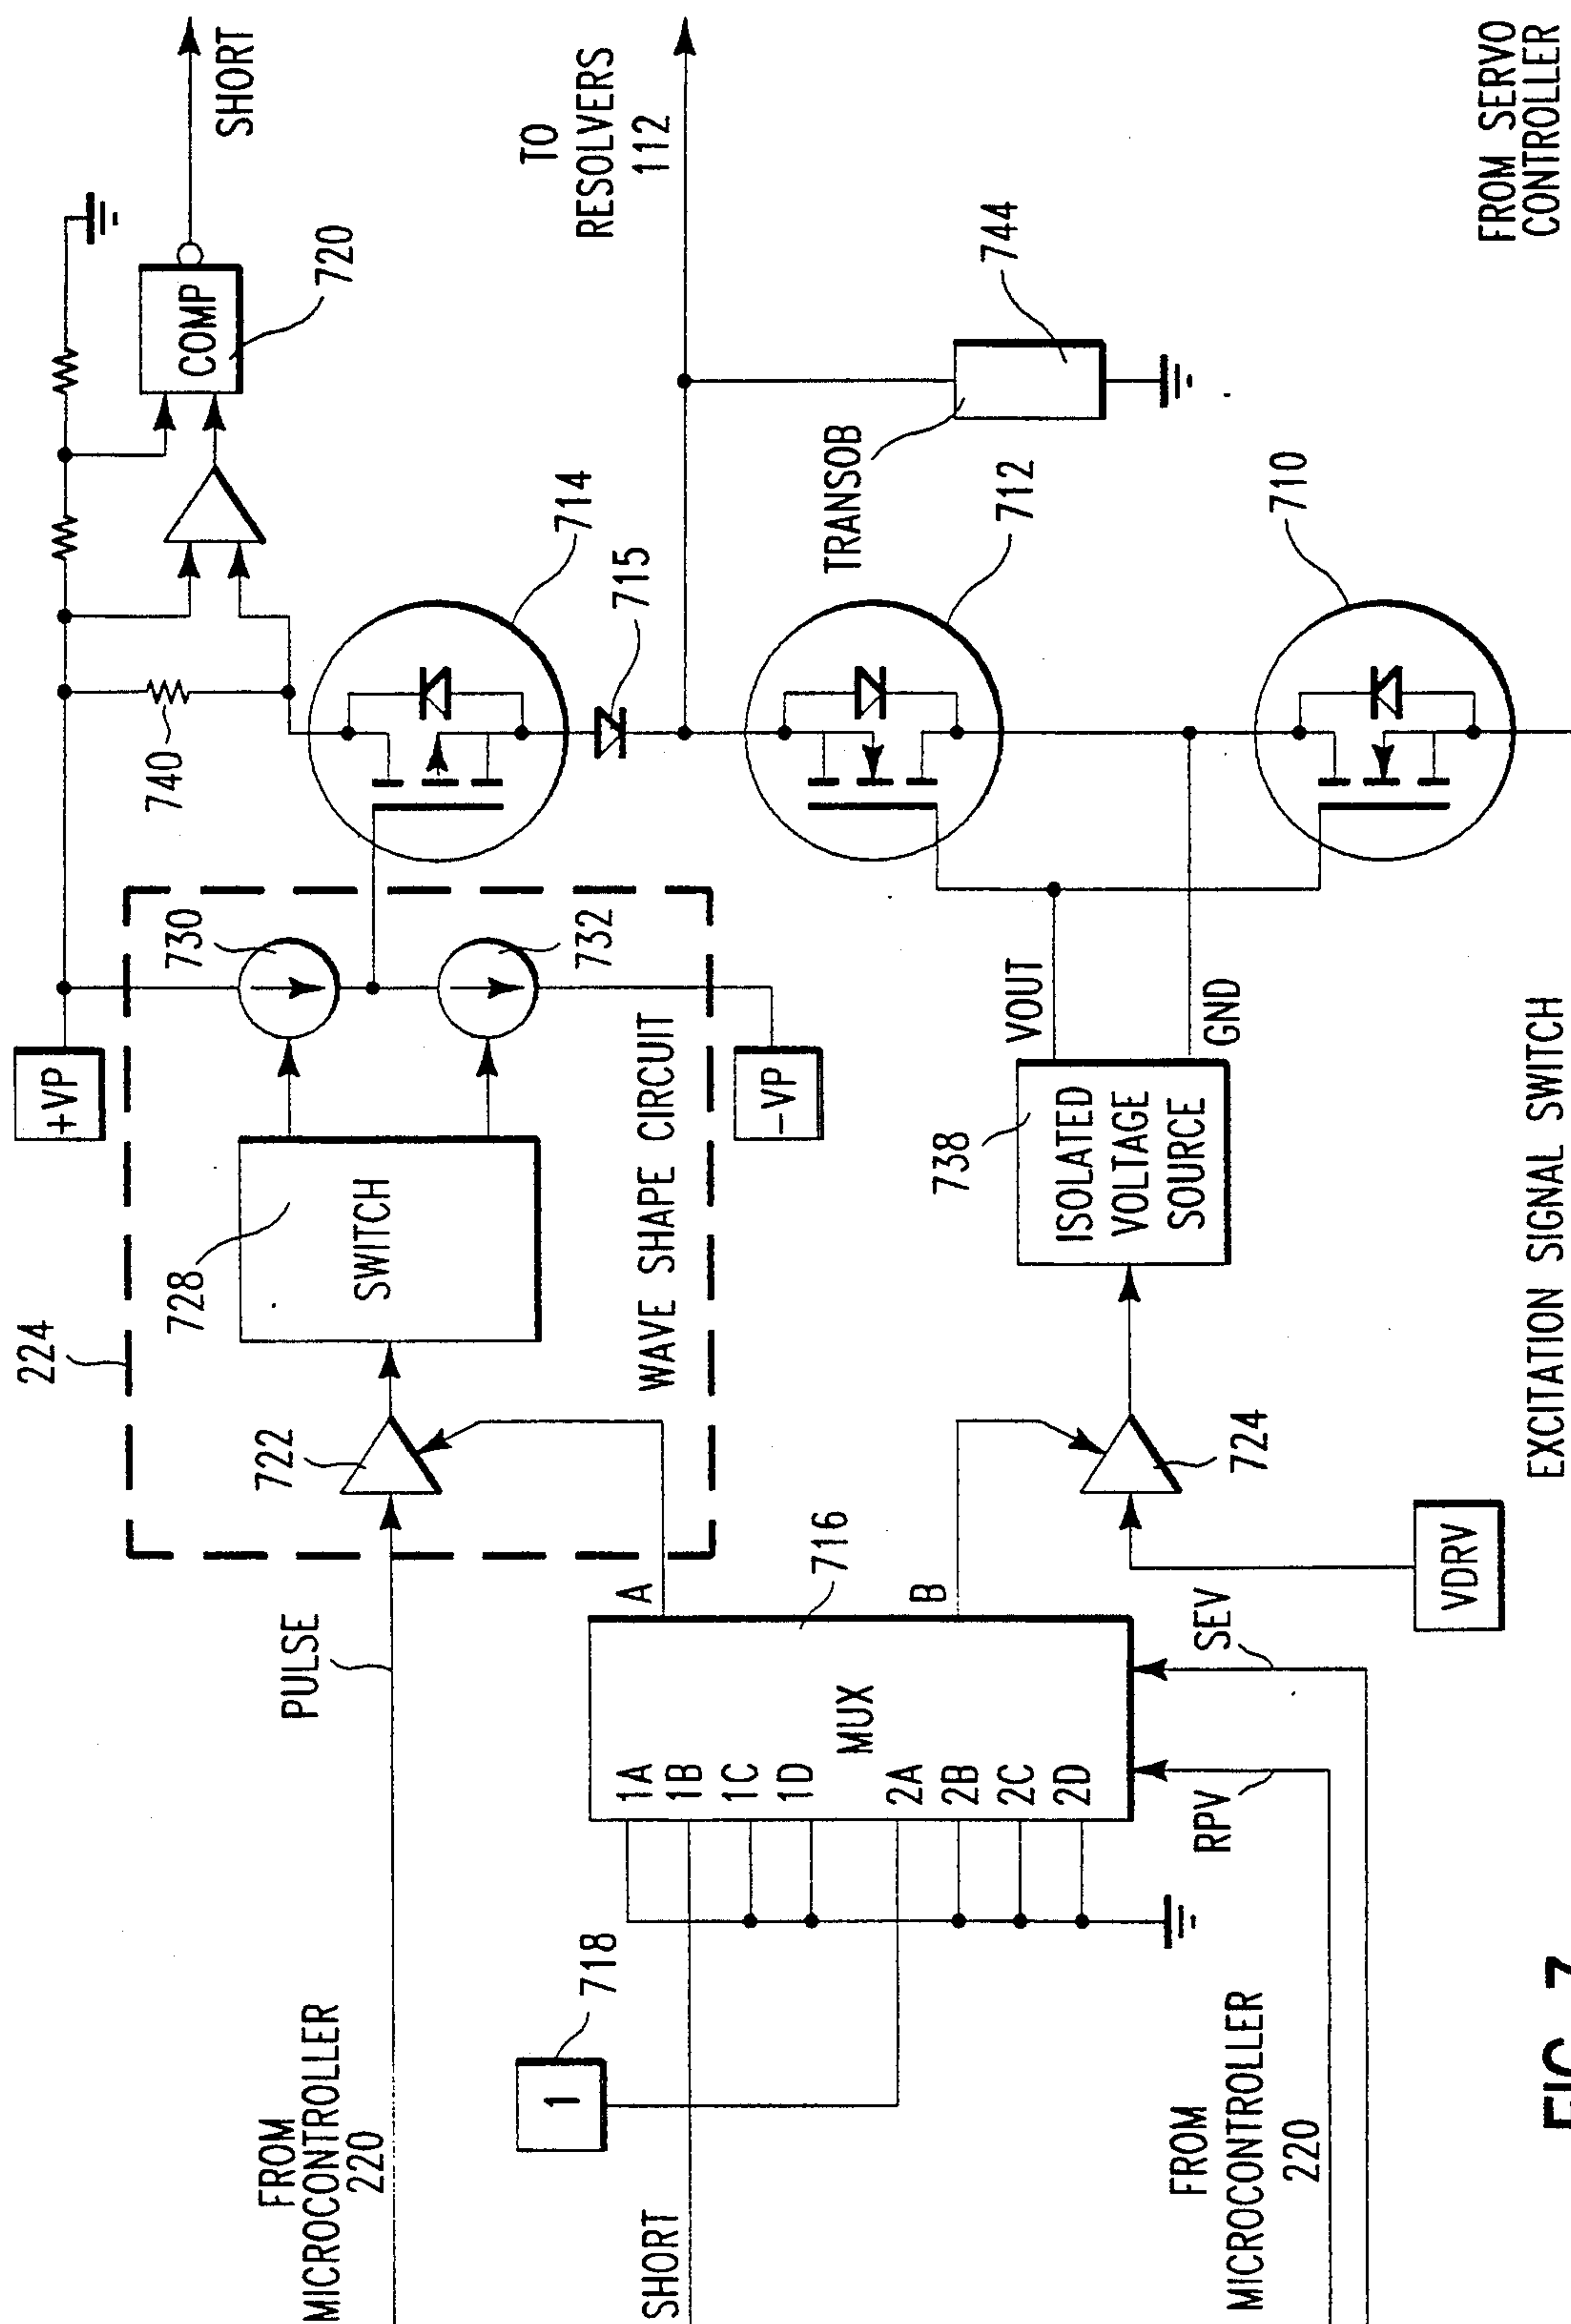 FROM
MICROCONTROLLER
220
PULSE
722
224
728
SWITCH
730
732
WAVE SHAPE CIRCUIT
+VP
-VP
740
714
715
COMP
720
SHORT
TO
RESOLVERS
112
SHORT
718
1
1A
1B
1C
1D
2A
2B
2C
2D
MUX
A
B
716
724
738
ISOLATED
VOLTAGE
SOURCE
VOUT
GND
TRANSOB
712
744
710
FROM
MICROCONTROLLER
220
RPV
SEV
VDRV
EXCITATION SIGNAL SWITCH
FROM SERVO
CONTROLLER
FIG. 7